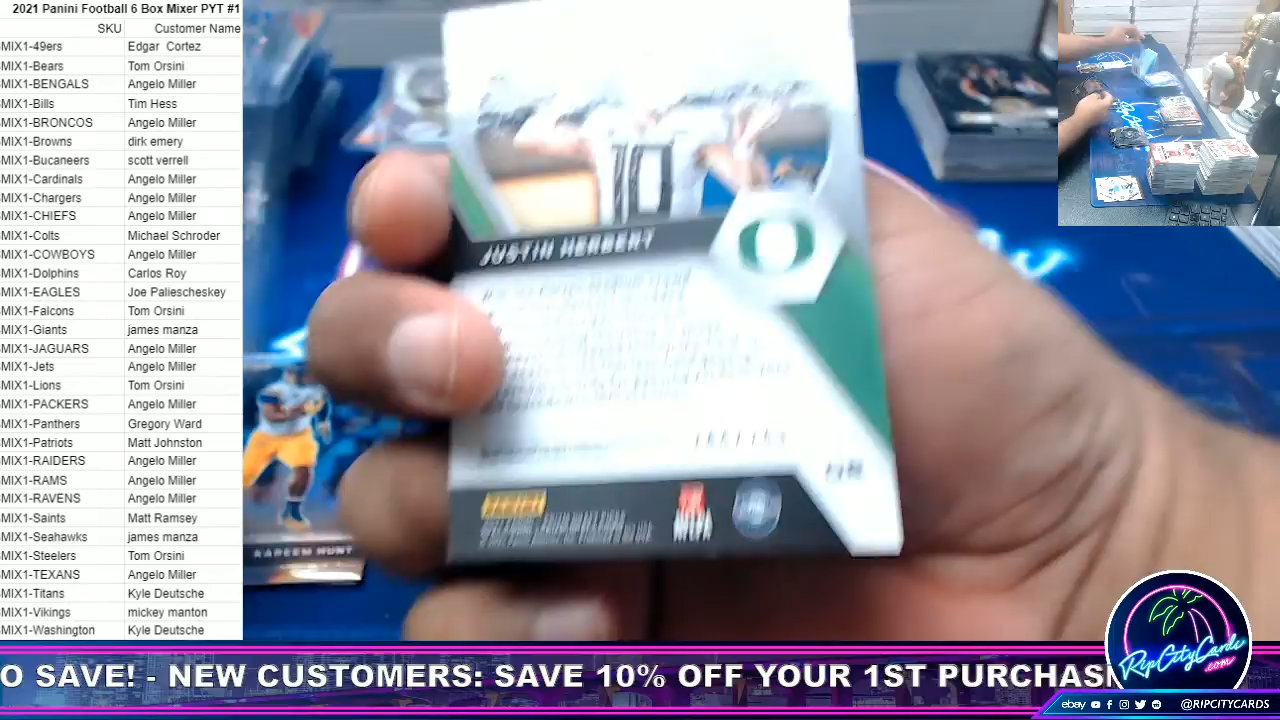 2021 Panini Football 6 Box Mixer PYT #1
SKU Customer Name
MIX1-49ers Edgar Cortez
MIX1-Bears Tom Orsini
MIX1-BENGALS Angelo Miller
MIX1-Bills Tim Hess
MIX1-BRONCOS Angelo Miller
MIX1-Browns dirk emery
MIX1-Bucaneers scott verrell
MIX1-Cardinals Angelo Miller
MIX1-Chargers Angelo Miller
MIX1-CHIEFS Angelo Miller
MIX1-Colts Michael Schroder
MIX1-COWBOYS Angelo Miller
MIX1-Dolphins Carlos Roy
MIX1-EAGLES Joe Paliescheskey
MIX1-Falcons Tom Orsini
MIX1-Giants james manza
MIX1-JAGUARS Angelo Miller
MIX1-Jets Angelo Miller
MIX1-Lions Tom Orsini
MIX1-PACKERS Angelo Miller
MIX1-Panthers Gregory Ward
MIX1-Patriots Matt Johnston
MIX1-RAIDERS Angelo Miller
MIX1-RAMS Angelo Miller
MIX1-RAVENS Angelo Miller
MIX1-Saints Matt Ramsey
MIX1-Seahawks james manza
MIX1-Steelers Tom Orsini
MIX1-TEXANS Angelo Miller
MIX1-Titans Kyle Deutsche
MIX1-Vikings mickey manton
MIX1-Washington Kyle Deutsche
10
JUSTIN HERBERT
PANINI
KAREEM HUNT
O SAVE! - NEW CUSTOMERS: SAVE 10% OFF YOUR 1ST PURCHAS
RipCityCards
.com
ebay @RIPCITYCARDS